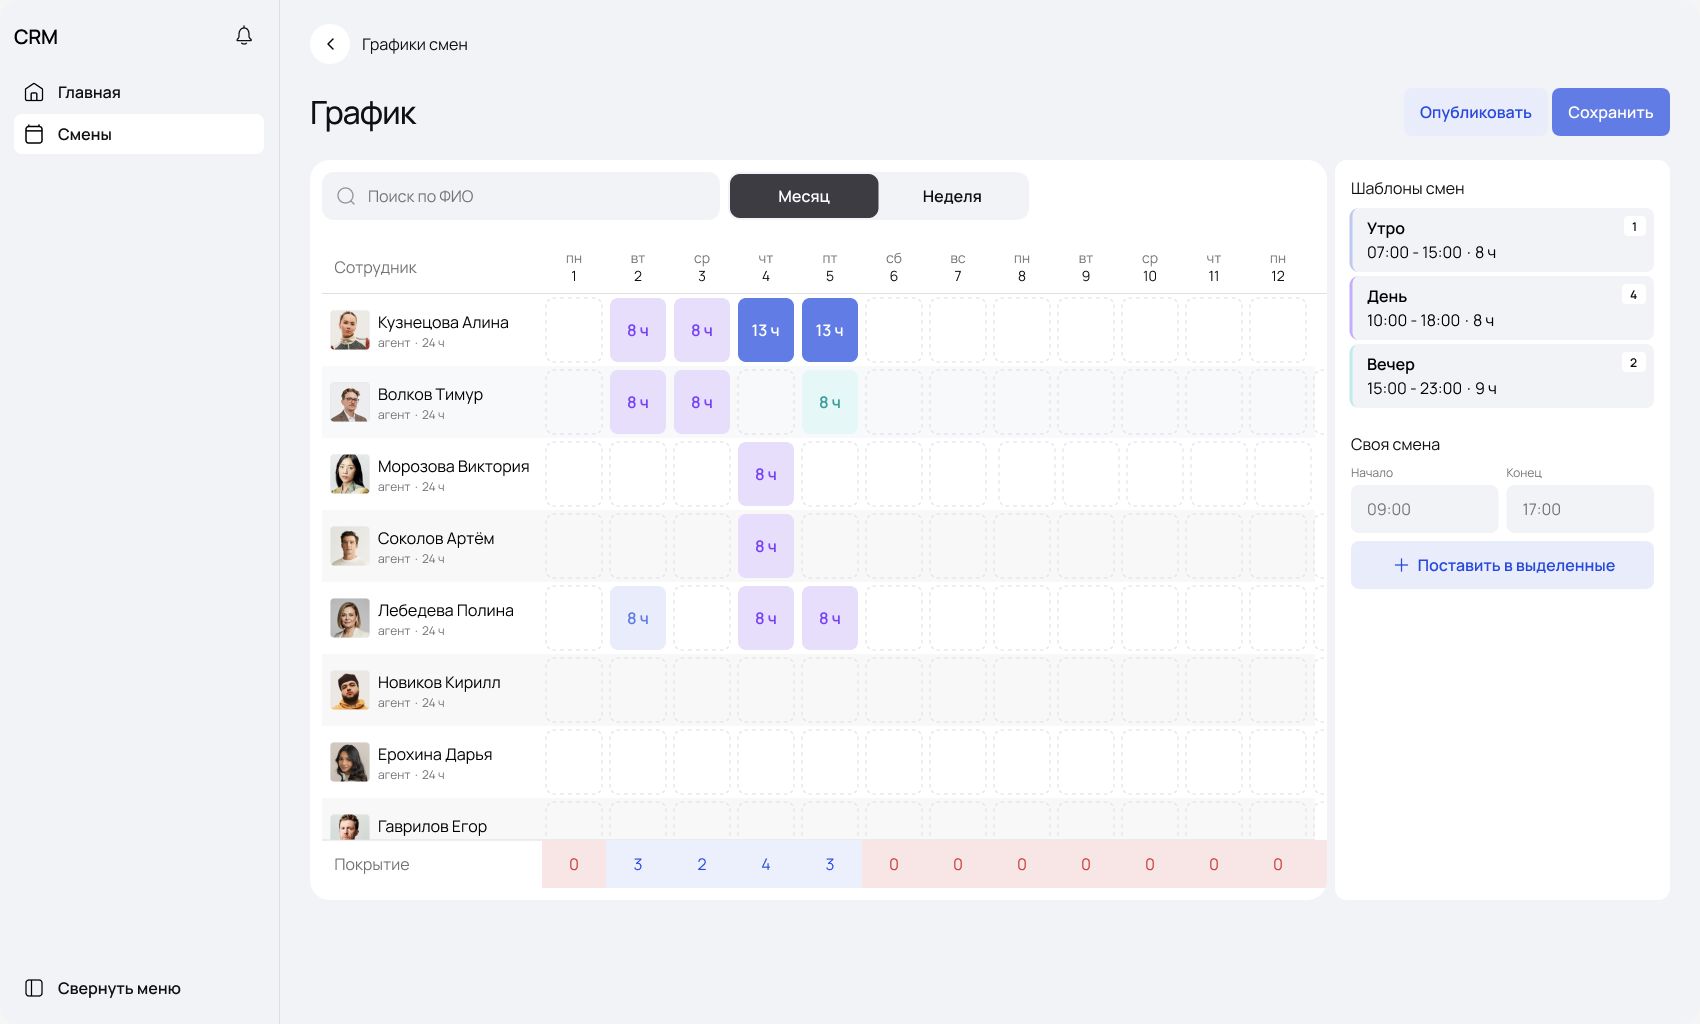 CRM
Главная
Смены
Свернуть меню
Графики смен
График
Опубликовать
Сохранить
Поиск по ФИО
Месяц
Неделя
Сотрудник
пн вт ср чт пт сб вс пн вт ср чт пн
1 2 3 4 5 6 7 8 9 10 11 12
Кузнецова Алина
агент · 24 ч
8 ч 8 ч 13 ч 13 ч
Волков Тимур
агент · 24 ч
8 ч 8 ч 8 ч
Морозова Виктория
агент · 24 ч
8 ч
Соколов Артём
агент · 24 ч
8 ч
Лебедева Полина
агент · 24 ч
8 ч 8 ч 8 ч
Новиков Кирилл
агент · 24 ч
Ерохина Дарья
агент · 24 ч
Гаврилов Егор
Покрытие 0 3 2 4 3 0 0 0 0 0 0 0
Шаблоны смен
Утро 1
07:00 - 15:00 · 8 ч
День 4
10:00 - 18:00 · 8 ч
Вечер 2
15:00 - 23:00 · 9 ч
Своя смена
Начало Конец
09:00 17:00
Поставить в выделенные